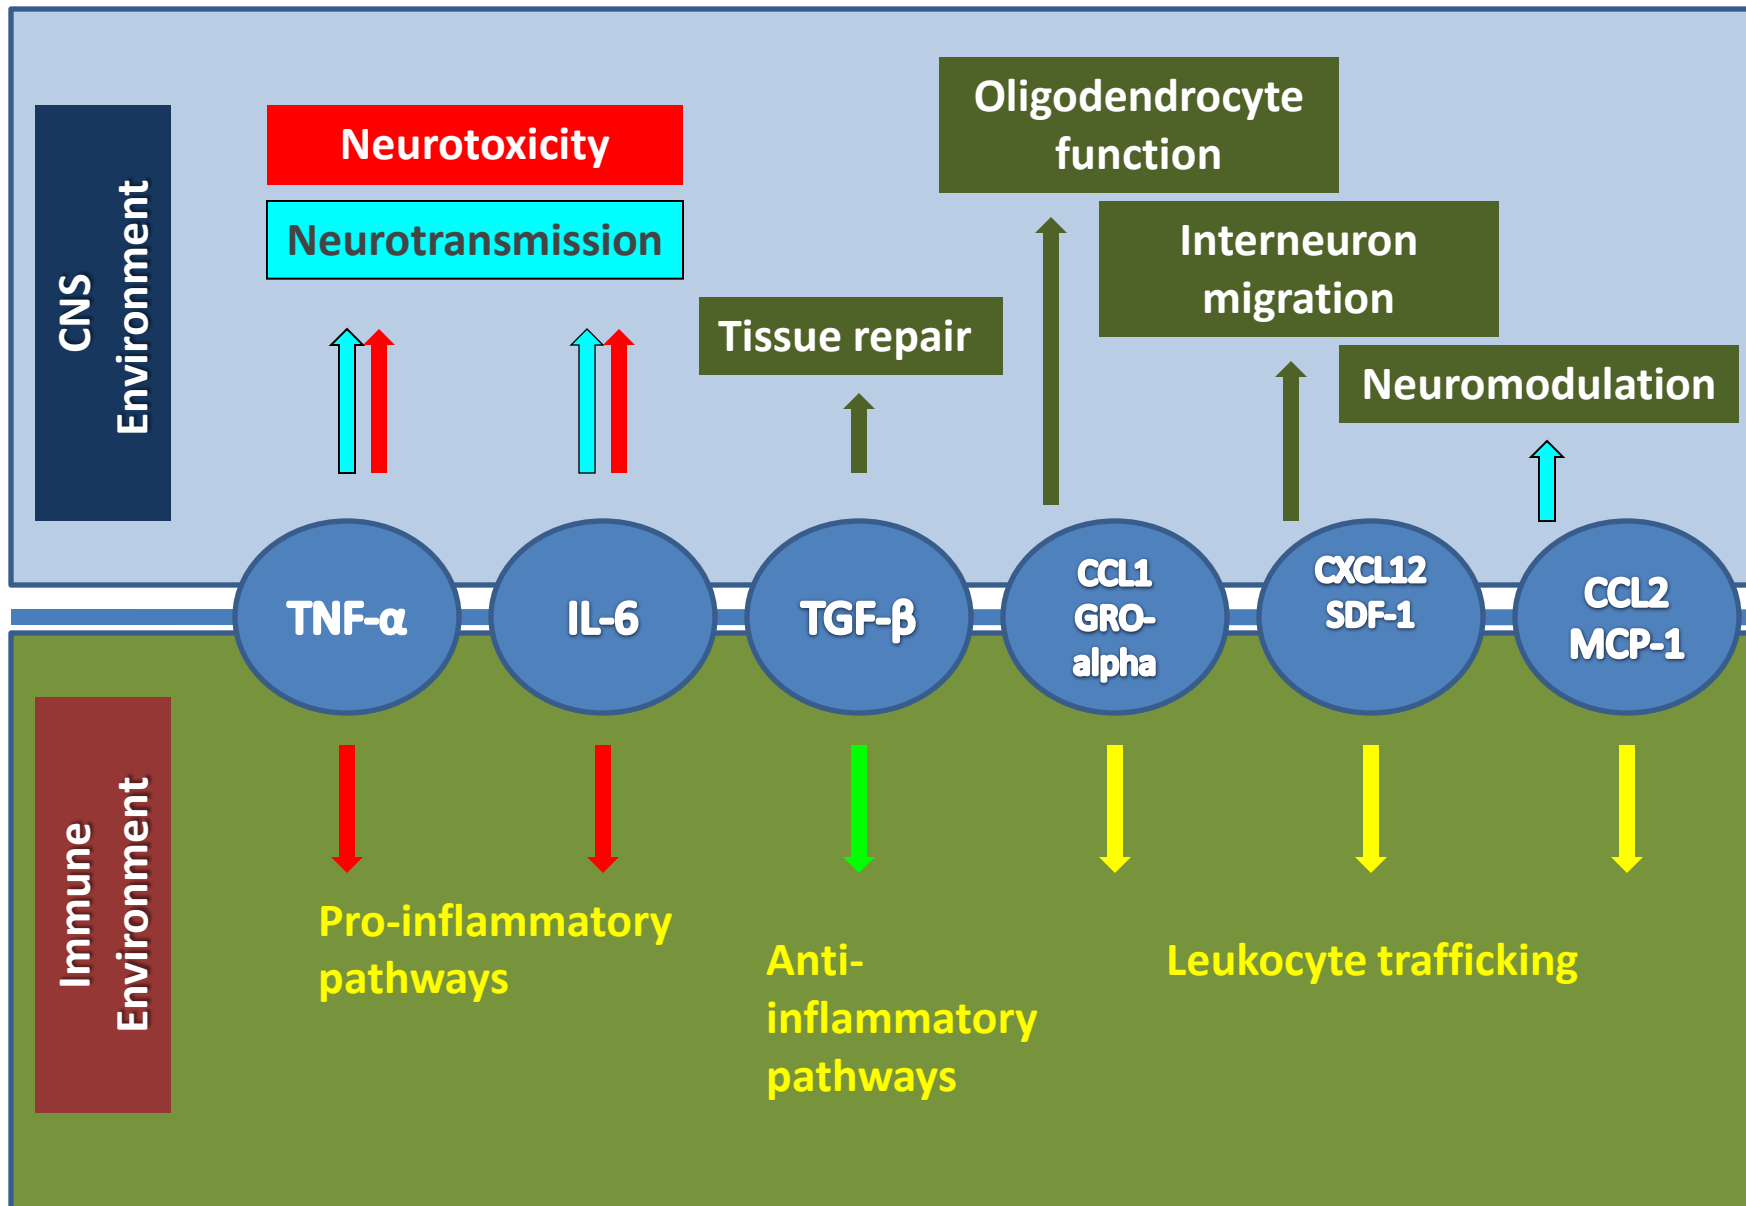 CNS
Environment
Neurotoxicity
Neurotransmission
Tissue repair
Oligodendrocyte
function
Interneuron
migration
Neuromodulation
TNF-α
IL-6
TGF-β
CCL1
GRO-
alpha
CXCL12
SDF-1
CCL2
MCP-1
Immune
Environment
Pro-inflammatory
pathways
Anti-
inflammatory
pathways
Leukocyte trafficking